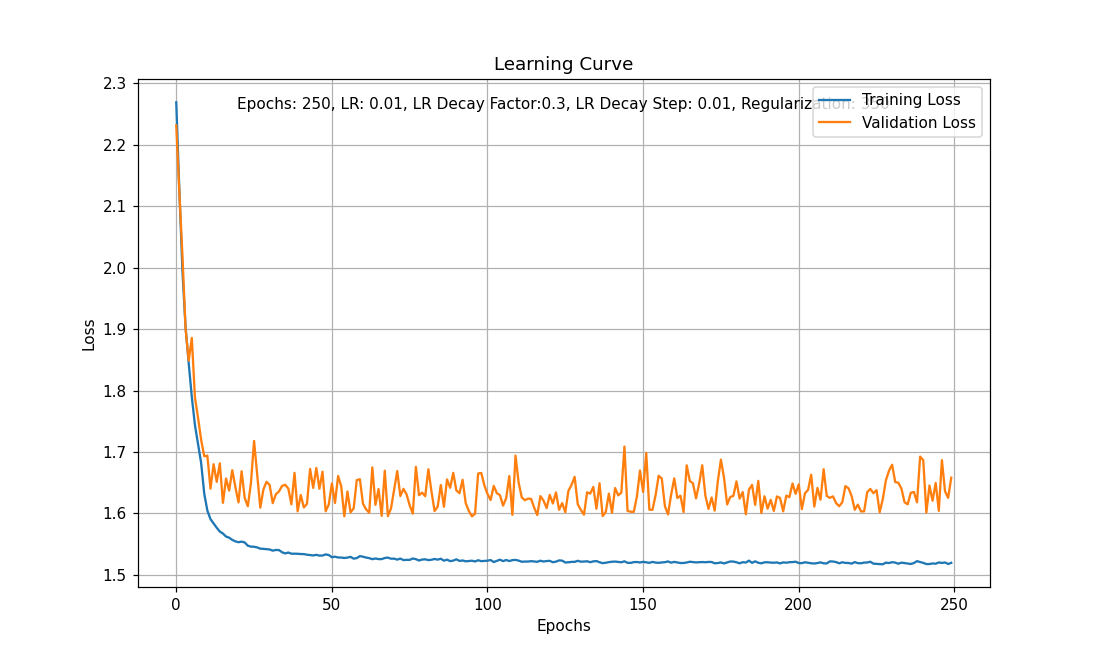 Learning Curve
Epochs: 250, LR: 0.01, LR Decay Factor:0.3, LR Decay Step: 0.01, Regularization:
Training Loss
Validation Loss
2.3
2.2
2.1
2.0
1.9
1.8
1.7
1.6
1.5
Loss
0 50 100 150 200 250
Epochs